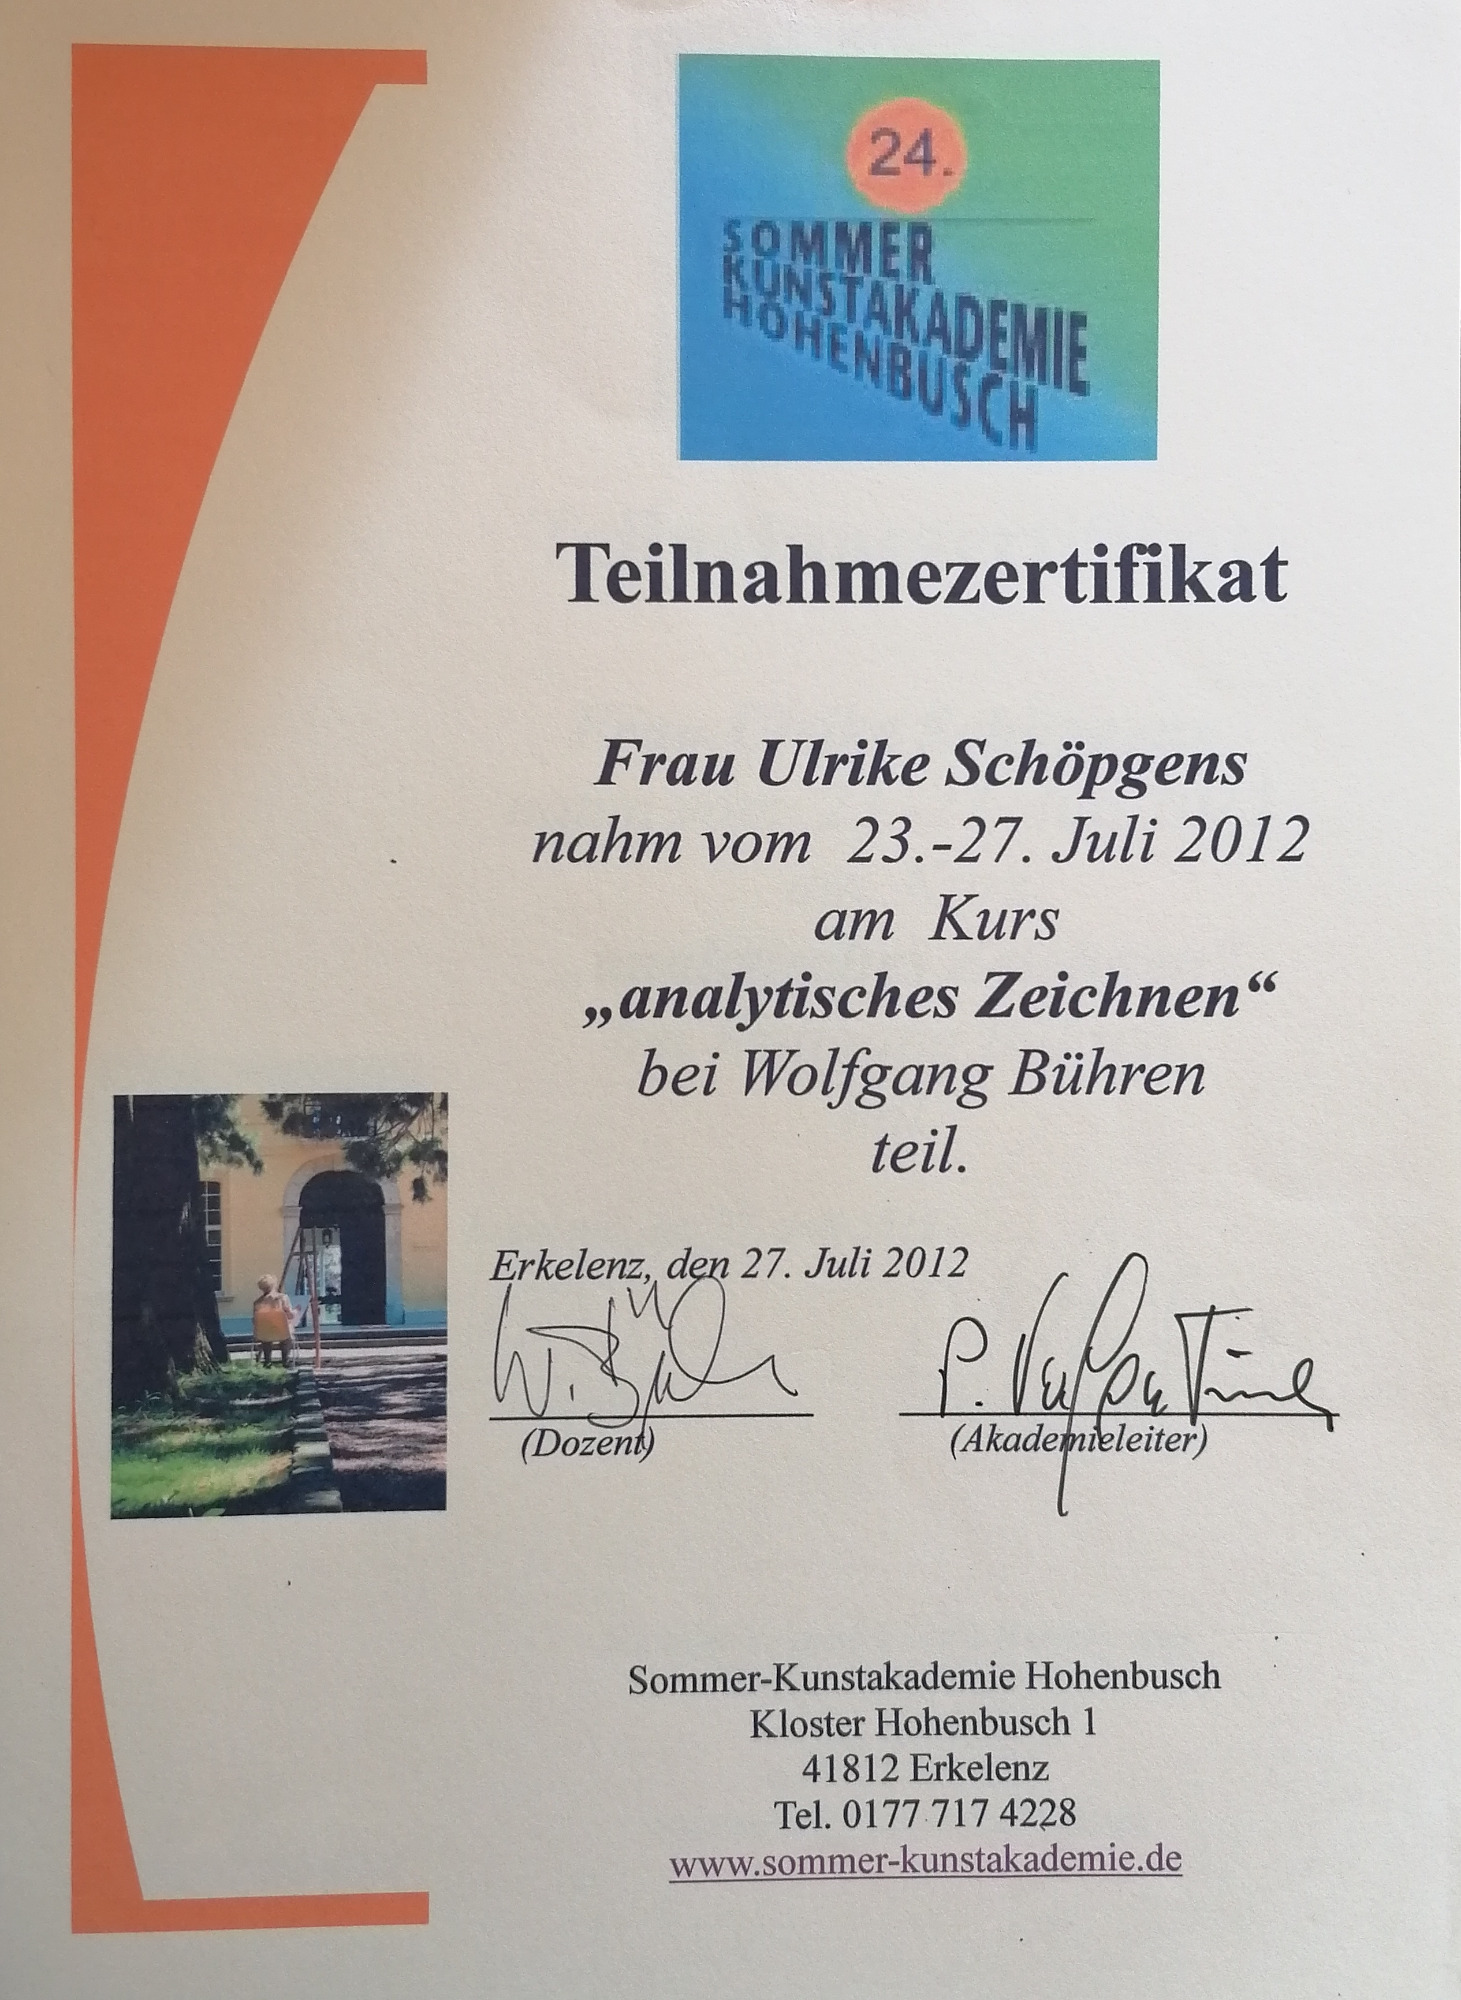 24.
SOMMER
KUNSTAKADEMIE
HOHENBUSCH
Teilnahmezertifikat
Frau Ulrike Schöpgens
nahm vom 23.-27. Juli 2012
am Kurs
„analytisches Zeichnen“
bei Wolfgang Bühren
teil.
Erkelenz, den 27. Juli 2012
(Dozent) (Akademieleiter)
Sommer-Kunstakademie Hohenbusch
Kloster Hohenbusch 1
41812 Erkelenz
Tel. 0177 717 4228
www.sommer-kunstakademie.de